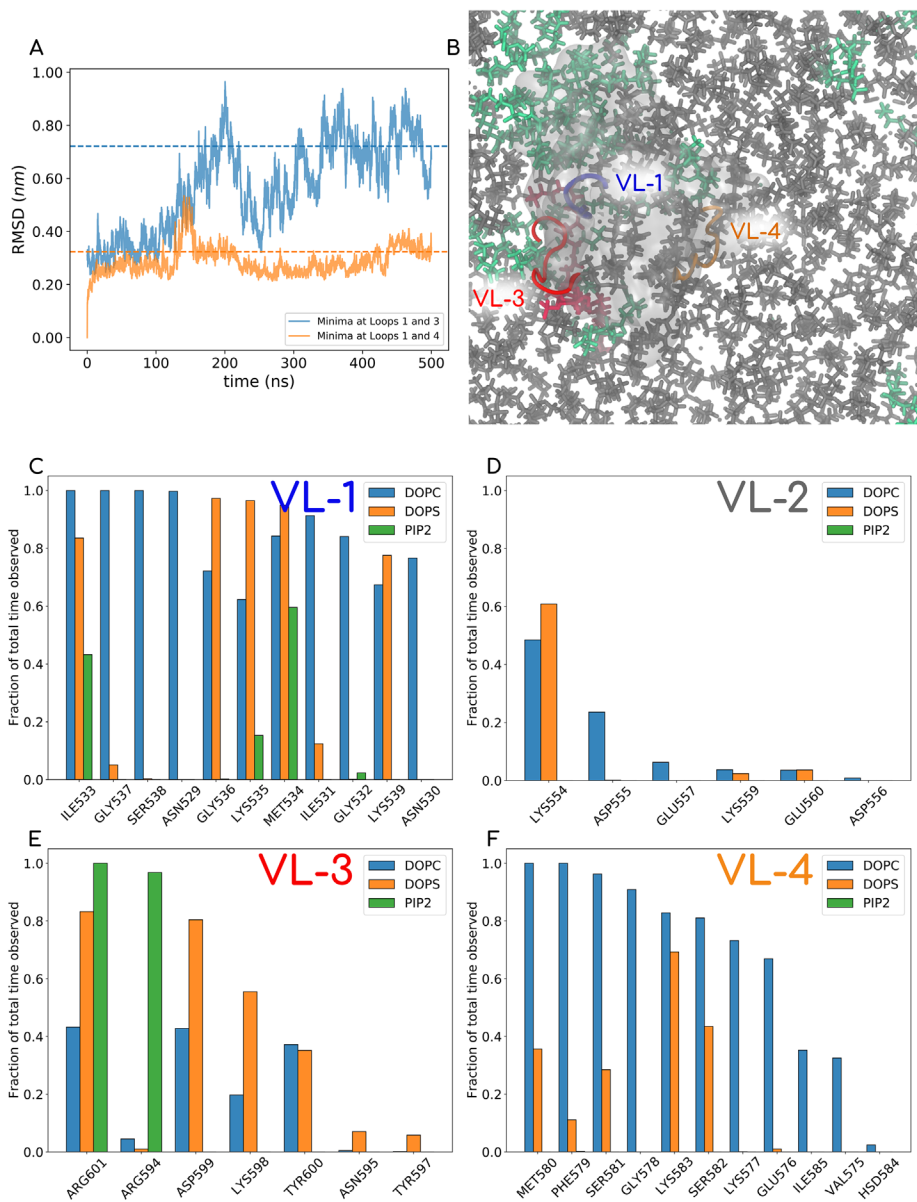 A
B
1.00
0.80
0.60
0.40
0.20
0.00
RMSD (nm)
Minima at Loops 1 and 3
Minima at Loops 1 and 4
0 100 200 300 400 500
time (ns)
VL-1
VL-4
VL-3
C
VL-1
1.0
0.8
0.6
0.4
0.2
0.0
Fraction of total time observed
DOPC
DOPS
PIP2
ILE533 GLY537 SER538 ASN529 GLY536 LYS535 MET534 ILE531 GLY532 LYS539 ASN530
D
VL-2
1.0
0.8
0.6
0.4
0.2
0.0
Fraction of total time observed
DOPC
DOPS
PIP2
LYS554 ASP555 GLU557 LYS559 GLU560 ASP556
E
VL-3
1.0
0.8
0.6
0.4
0.2
0.0
Fraction of total time observed
DOPC
DOPS
PIP2
ARG601 ARG594 ASP599 LYS598 TYR600 ASN595 TYR597
F
VL-4
1.0
0.8
0.6
0.4
0.2
0.0
Fraction of total time observed
DOPC
DOPS
PIP2
MET580 PHE579 SER581 GLY578 LYS583 SER582 LYS577 GLU576 ILE585 VAL575 HSD584